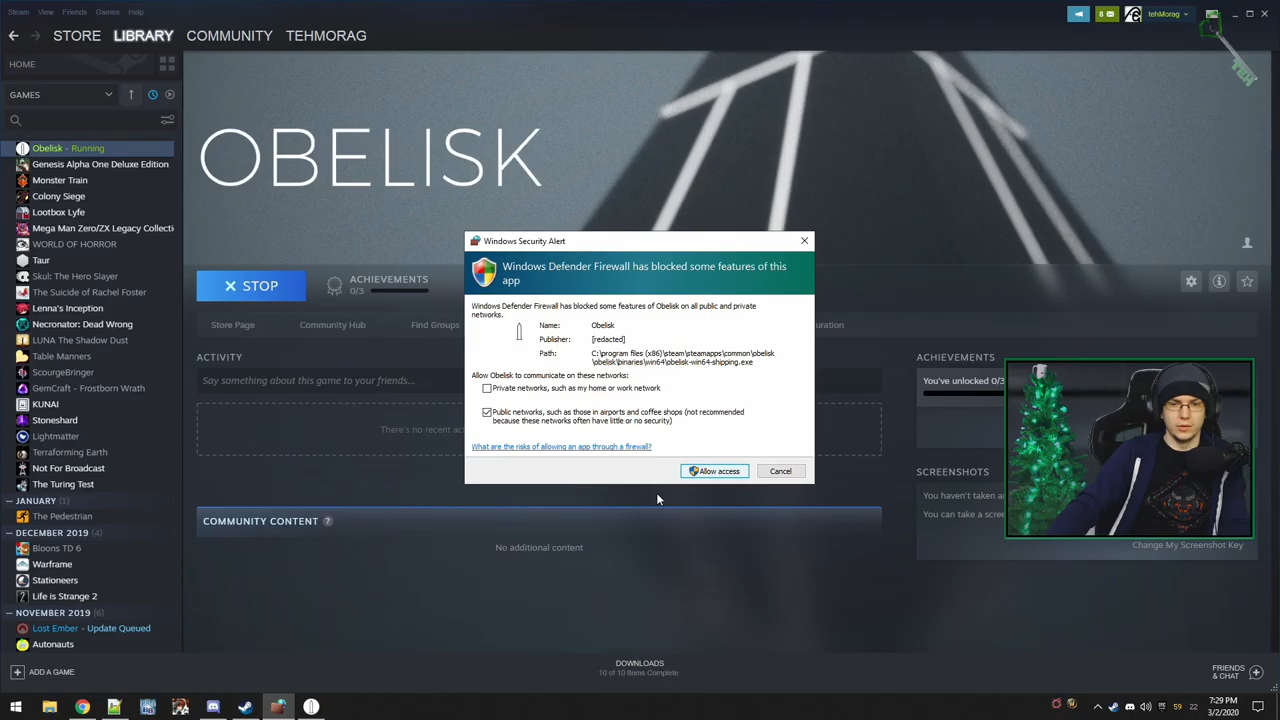 Steam View Friends Games Help
8
tehMorag
STORE LIBRARY COMMUNITY TEHMORAG
HOME
GAMES
Obelisk - Running
Genesis Alpha One Deluxe Edition
Monster Train
Colony Siege
Lootbox Lyfe
Mega Man Zero/ZX Legacy Collecti
WORLD OF HORROR
Taur
Skul: The Hero Slayer
The Suicide of Rachel Foster
Lenna's Inception
Necronator: Dead Wrong
LUNA The Shadow Dust
Table Manners
ScourgeBringer
GemCraft - Frostborn Wrath
KUNAI
Stoneshard
Lightmatter
Terraforming Earth
Not For Broadcast
The Turing Test
JANUARY (1)
The Pedestrian
DECEMBER 2019 (4)
Bloons TD 6
Warframe
Stationeers
Life is Strange 2
NOVEMBER 2019 (6)
Lost Ember - Update Queued
Autonauts
ADD A GAME
OBELISK
STOP
ACHIEVEMENTS
0/3
Store Page Community Hub Find Groups
ACTIVITY
Say something about this game to your friends...
COMMUNITY CONTENT ?
No additional content
Windows Security Alert
Windows Defender Firewall has blocked some features of this
app
Windows Defender Firewall has blocked some features of Obelisk on all public and private
networks.
Name: Obelisk
Publisher: [redacted]
Path: C:\program files (x86)\steam\steamapps\common\obelisk
\obelisk\binaries\win64\obelisk-win64-shipping.exe
Allow Obelisk to communicate on these networks:
Private networks, such as my home or work network
Public networks, such as those in airports and coffee shops (not recommended
because these networks often have little or no security)
What are the risks of allowing an app through a firewall?
Allow access Cancel
ACHIEVEMENTS
You've unlocked 0/3
SCREENSHOTS
You haven't taken
You can take a
Change My Screenshot Key
DOWNLOADS
10 of 10 Items Complete
FRIENDS
& CHAT
59 22
7:29 PM
3/2/2020